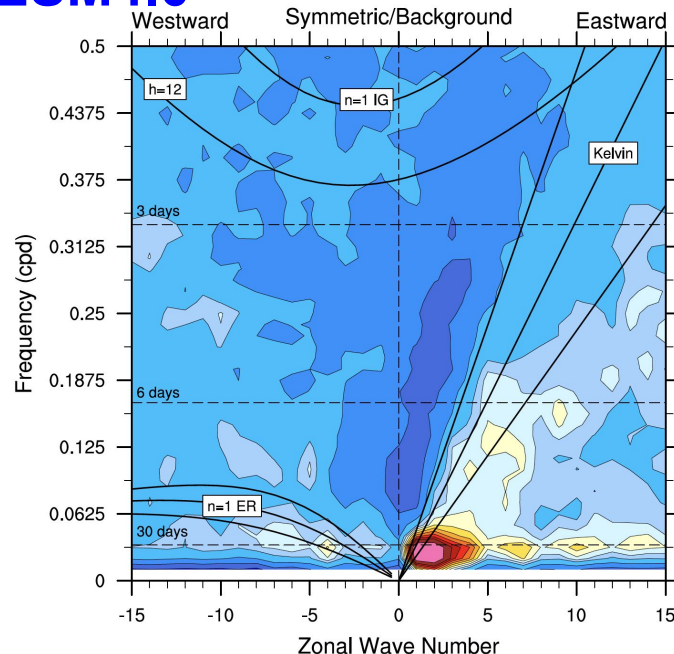 Westward Symmetric/Background Eastward
0.5
h=12
n=1 IG
0.4375
Kelvin
0.375
3 days
0.3125
0.25
0.1875
6 days
0.125
n=1 ER
0.0625
30 days
0
-15 -10 -5 0 5 10 15
Frequency (cpd)
Zonal Wave Number